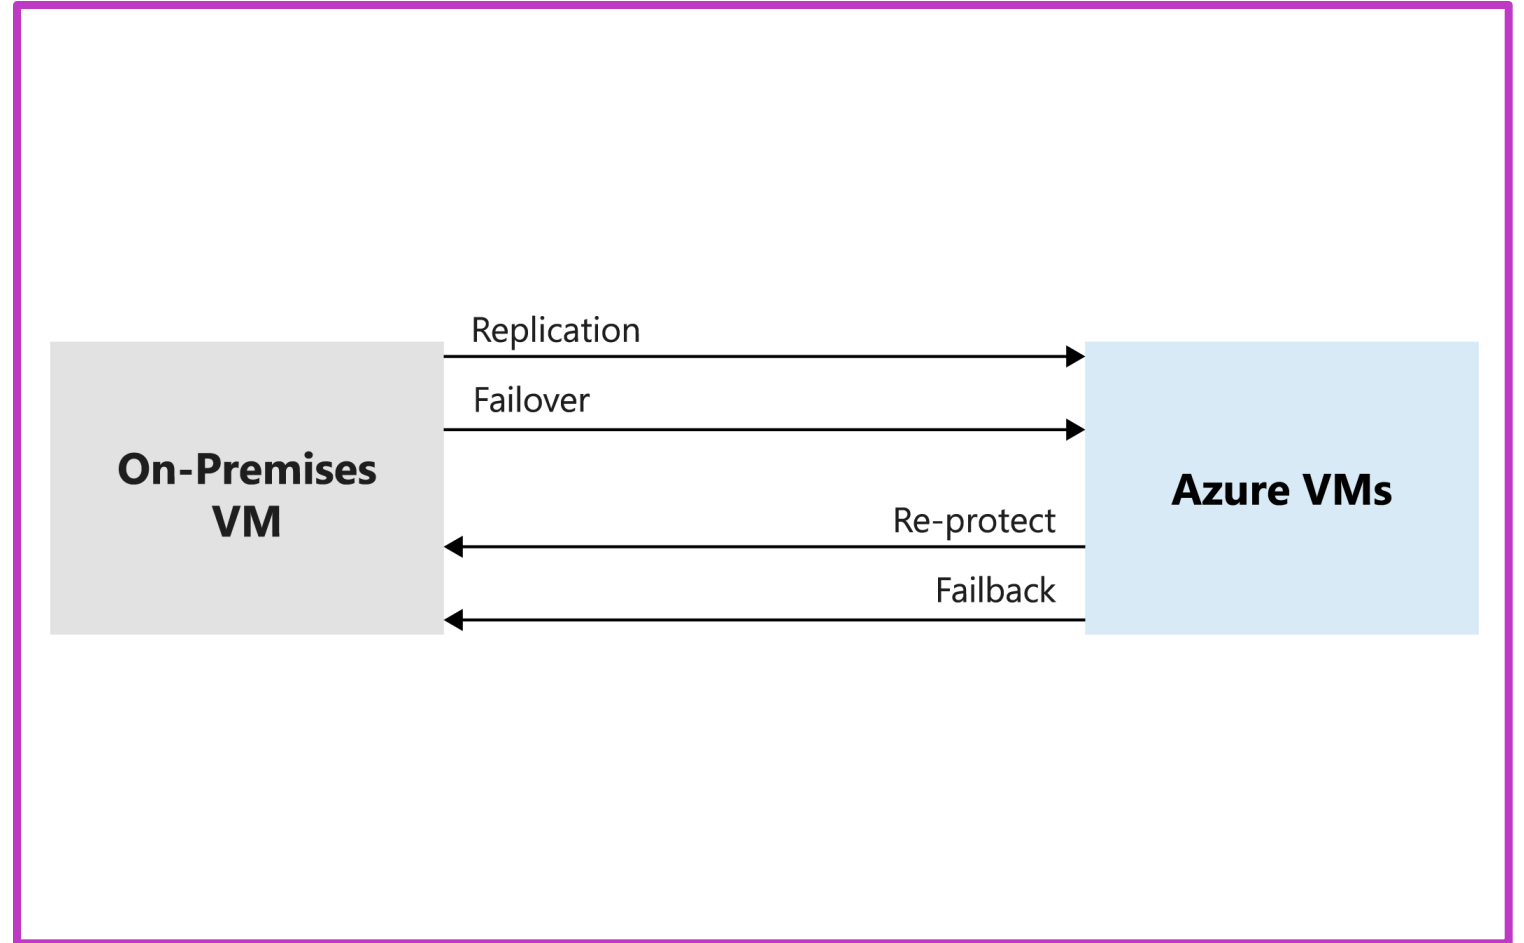 Replication
Failover
On-Premises
VM
Azure VMs
Re-protect
Failback